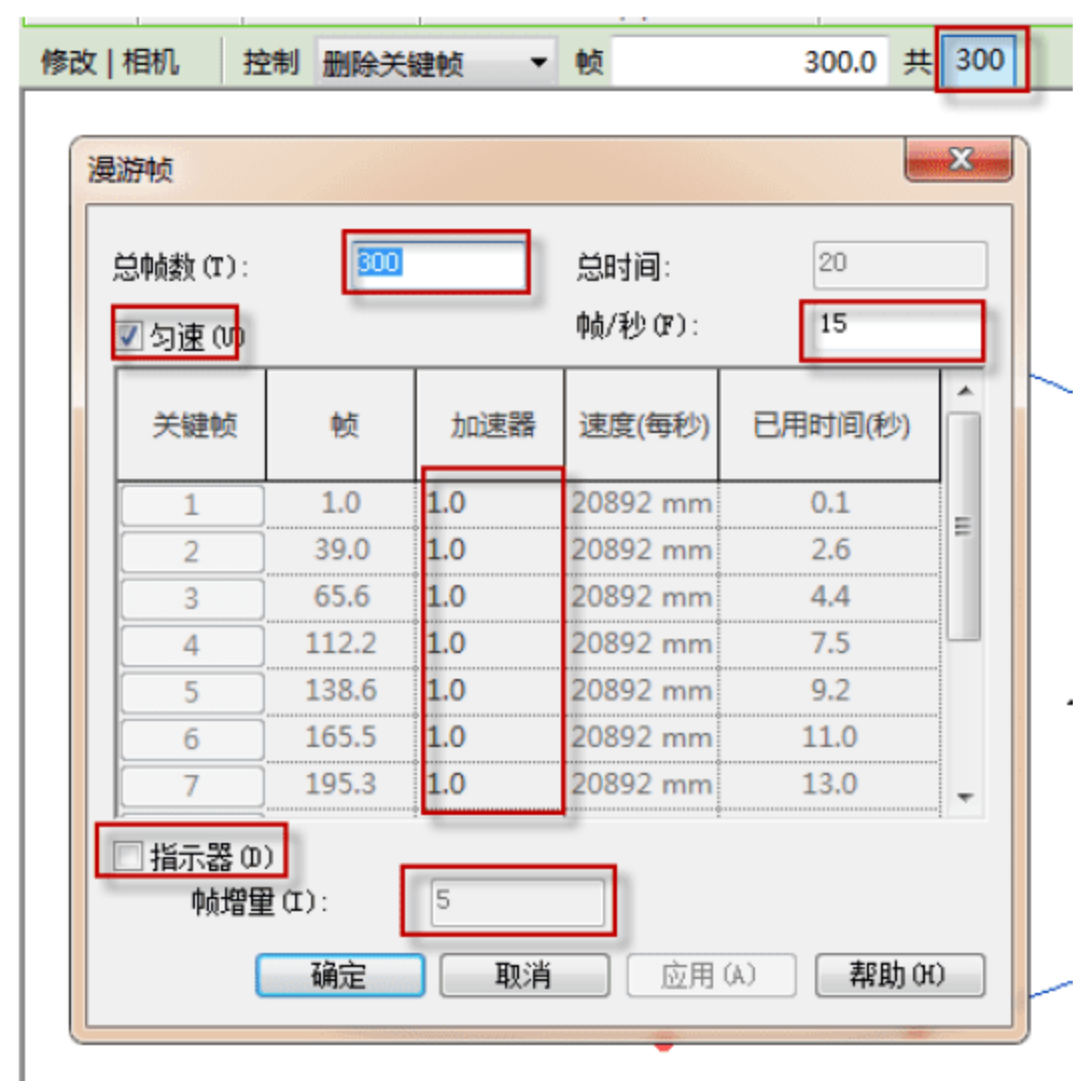 修改 | 相机 控制 删除关键帧 帧 300.0 共 300
漫游帧
总帧数(T): 300 总时间: 20
匀速(U) 帧/秒(F): 15
关键帧 帧 加速器 速度(每秒) 已用时间(秒)
1 1.0 1.0 20892 mm 0.1
2 39.0 1.0 20892 mm 2.6
3 65.6 1.0 20892 mm 4.4
4 112.2 1.0 20892 mm 7.5
5 138.6 1.0 20892 mm 9.2
6 165.5 1.0 20892 mm 11.0
7 195.3 1.0 20892 mm 13.0
指示器(D)
帧增量(I): 5
确定 取消 应用(A) 帮助(H)